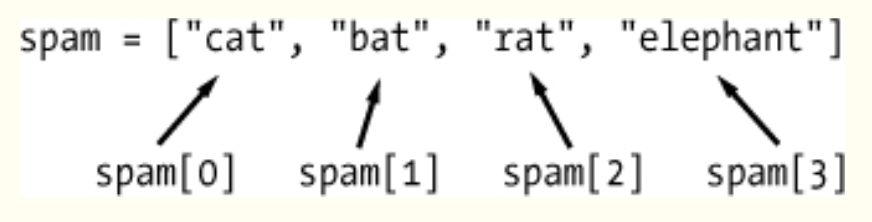 spam = ["cat", "bat", "rat", "elephant"]
spam[0] spam[1] spam[2] spam[3]